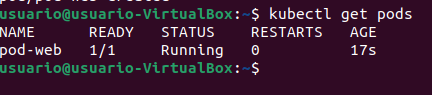 usuario@usuario-VirtualBox:~$ kubectl get pods
NAME READY STATUS RESTARTS AGE
pod-web 1/1 Running 0 17s
usuario@usuario-VirtualBox:~$